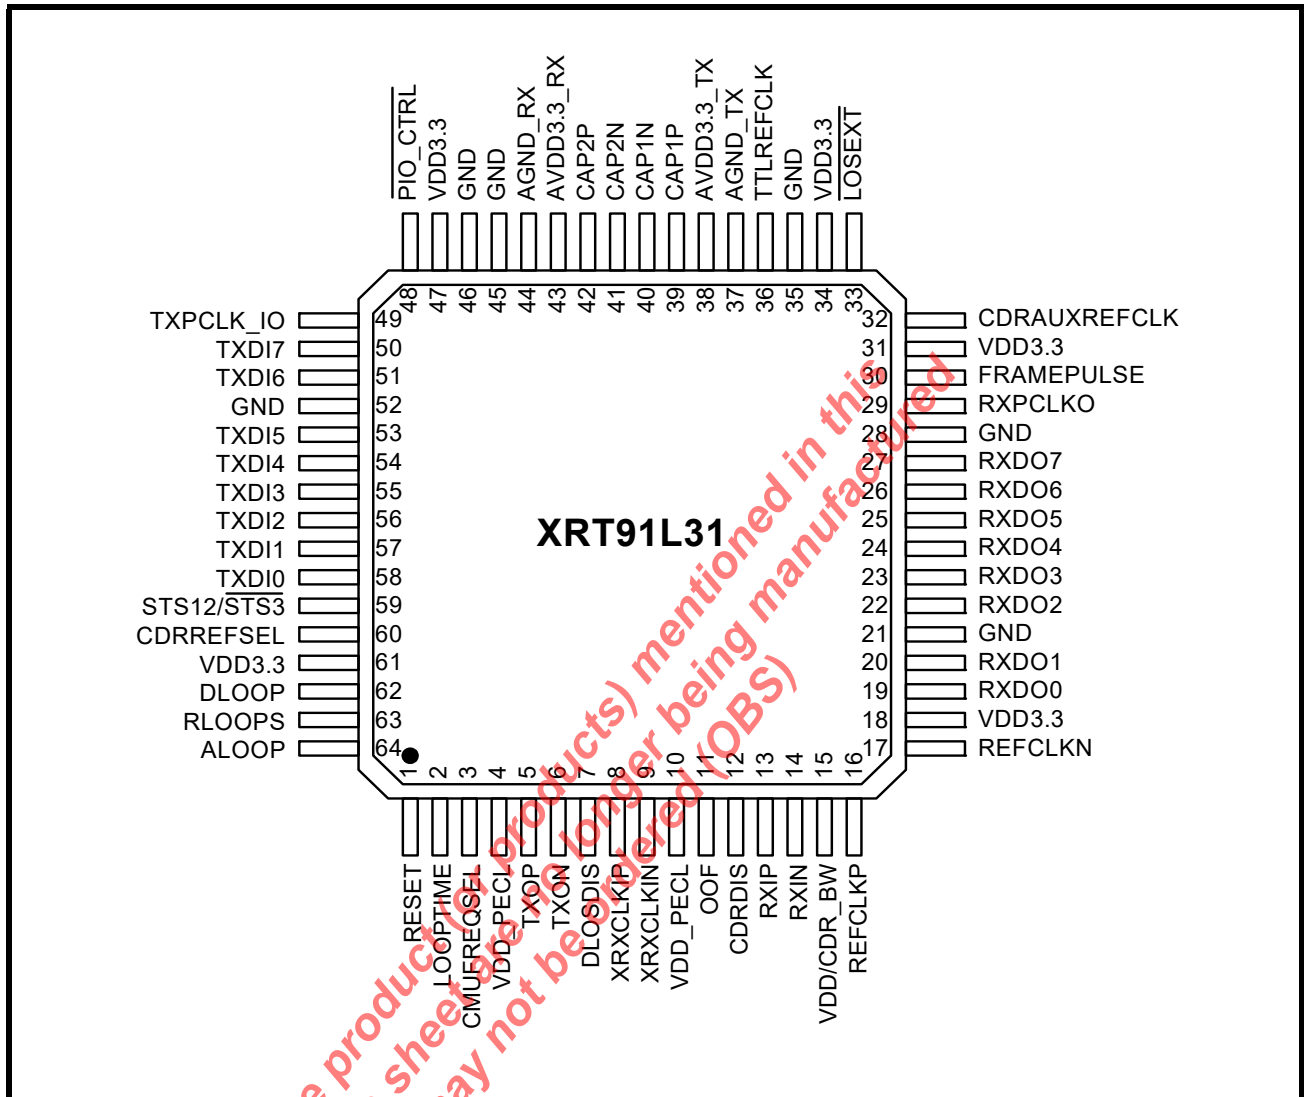 PIO_CTRL
VDD3.3
GND
GND
AGND_RX
AVDD3.3_RX
CAP2P
CAP2N
CAP1N
CAP1P
AVDD3.3_TX
AGND_TX
TTLREFCLK
GND
VDD3.3
LOSEXT
48 47 46 45 44 43 42 41 40 39 38 37 36 35 34 33
TXPCLK_IO 49
TXDI7 50
TXDI6 51
GND 52
TXDI5 53
TXDI4 54
TXDI3 55
TXDI2 56
TXDI1 57
TXDI0 58
STS12/STS3 59
CDRREFSEL 60
VDD3.3 61
DLOOP 62
RLOOPS 63
ALOOP 64
XRT91L31
32 CDRAUXREFCLK
31 VDD3.3
30 FRAMEPULSE
29 RXPCLKO
28 GND
27 RXDO7
26 RXDO6
25 RXDO5
24 RXDO4
23 RXDO3
22 RXDO2
21 GND
20 RXDO1
19 RXDO0
18 VDD3.3
17 REFCLKN
1 2 3 4 5 6 7 8 9 10 11 12 13 14 15 16
RESET
LOOPTIME
CMUFREQSEL
VDD_PECL
TXOP
TXON
DLOSDIS
XRXCLKIP
XRXCLKIN
VDD_PECL
OOF
CDRDIS
RXIP
RXIN
VDD/CDR_BW
REFCLKP
product (or products) mentioned in this
sheet are no longer being manufactured
may not be ordered (OBS)